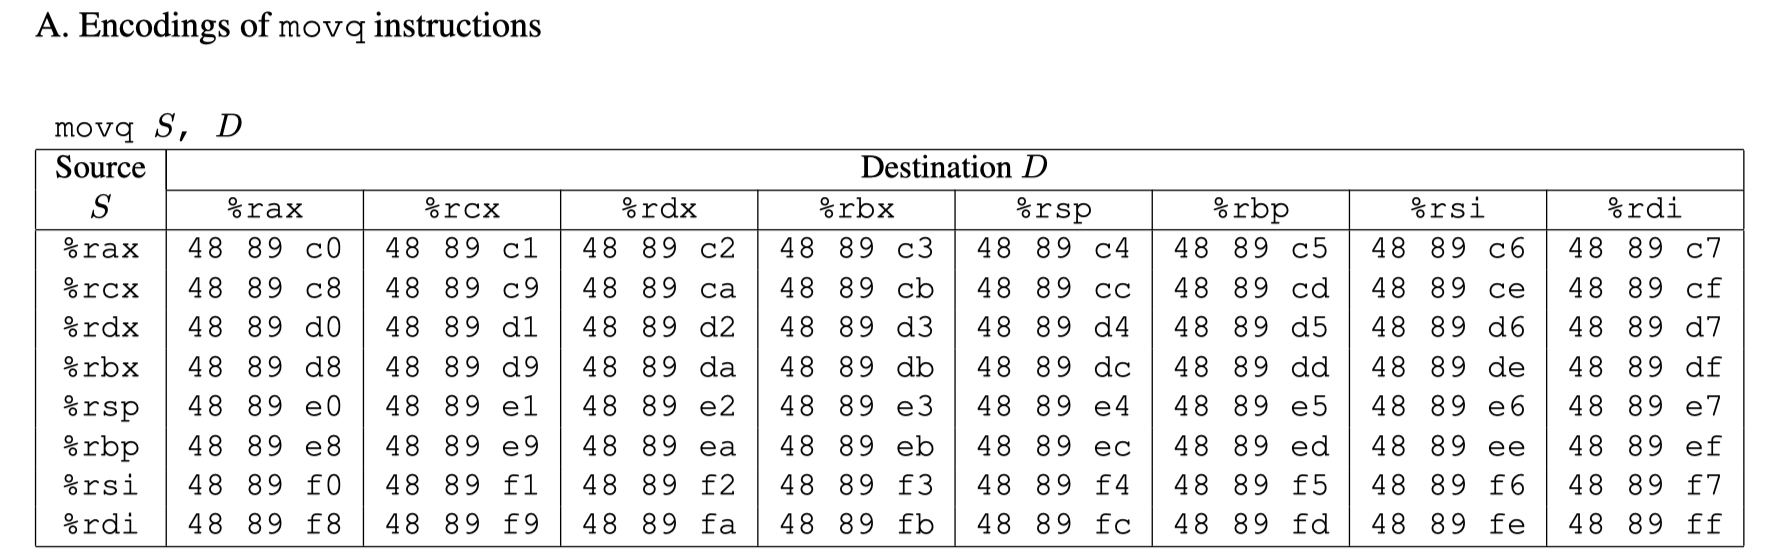 A. Encodings of movq instructions
movq S, D
Source Destination D
S %rax %rcx %rdx %rbx %rsp %rbp %rsi %rdi
%rax 48 89 c0 48 89 c1 48 89 c2 48 89 c3 48 89 c4 48 89 c5 48 89 c6 48 89 c7
%rcx 48 89 c8 48 89 c9 48 89 ca 48 89 cb 48 89 cc 48 89 cd 48 89 ce 48 89 cf
%rdx 48 89 d0 48 89 d1 48 89 d2 48 89 d3 48 89 d4 48 89 d5 48 89 d6 48 89 d7
%rbx 48 89 d8 48 89 d9 48 89 da 48 89 db 48 89 dc 48 89 dd 48 89 de 48 89 df
%rsp 48 89 e0 48 89 e1 48 89 e2 48 89 e3 48 89 e4 48 89 e5 48 89 e6 48 89 e7
%rbp 48 89 e8 48 89 e9 48 89 ea 48 89 eb 48 89 ec 48 89 ed 48 89 ee 48 89 ef
%rsi 48 89 f0 48 89 f1 48 89 f2 48 89 f3 48 89 f4 48 89 f5 48 89 f6 48 89 f7
%rdi 48 89 f8 48 89 f9 48 89 fa 48 89 fb 48 89 fc 48 89 fd 48 89 fe 48 89 ff